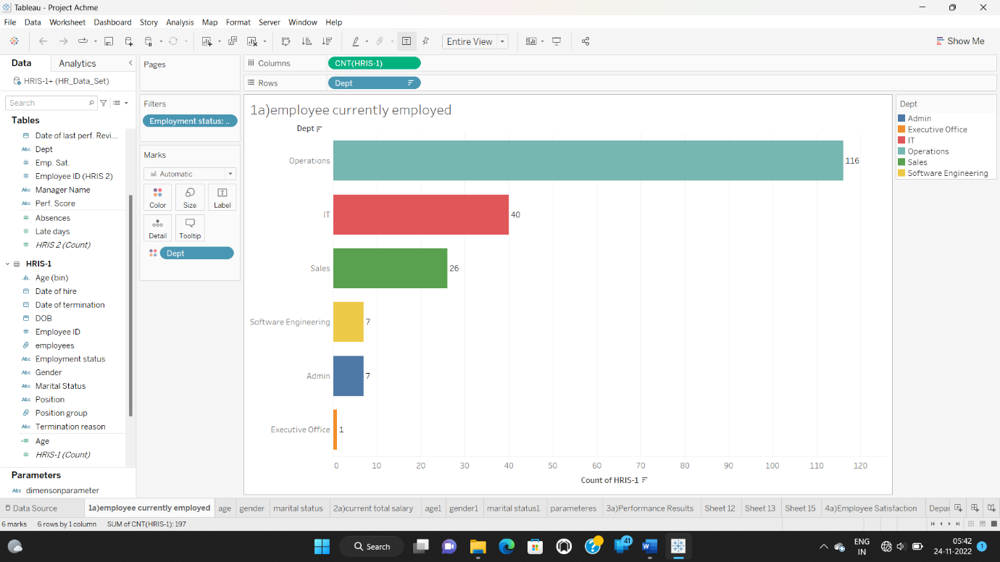 Tableau - Project Achme
File Data Worksheet Dashboard Story Analysis Map Format Server Window Help
Entire View
Show Me
Data Analytics
HRIS-1+ (HR_Data_Set)
Search
Tables
Date of last perf. Revi...
Abc Dept
# Emp. Sat.
# Employee ID (HRIS 2)
Abc Manager Name
Abc Perf. Score
# Absences
# Late days
# HRIS 2 (Count)
HRIS-1
Age (bin)
Date of hire
Date of termination
DOB
# Employee ID
employees
Abc Employment status
Abc Gender
Abc Marital Status
Abc Position
Position group
Abc Termination reason
=# Age
# HRIS-1 (Count)
Parameters
Abc dimensonparameter
Pages
Filters
Employment status: ..
Marks
Automatic
Color Size Label
Detail Tooltip
Dept
Columns CNT(HRIS-1)
Rows Dept
1a)employee currently employed
Dept
Operations 116
IT 40
Sales 26
Software Engineering 7
Admin 7
Executive Office 1
0 10 20 30 40 50 60 70 80 90 100 110 120
Count of HRIS-1
Dept
Admin
Executive Office
IT
Operations
Sales
Software Engineering
Data Source 1a)employee currently employed age gender marital status 2a)current total salary age1 gender1 marital status1 parameteres 3a)Performance Results Sheet 12 Sheet 13 Sheet 15 4a)Employee Satisfaction Depar
6 marks 6 rows by 1 column SUM of CNT(HRIS-1): 197
Search
41
W
ENG
IN
05:42
24-11-2022
1